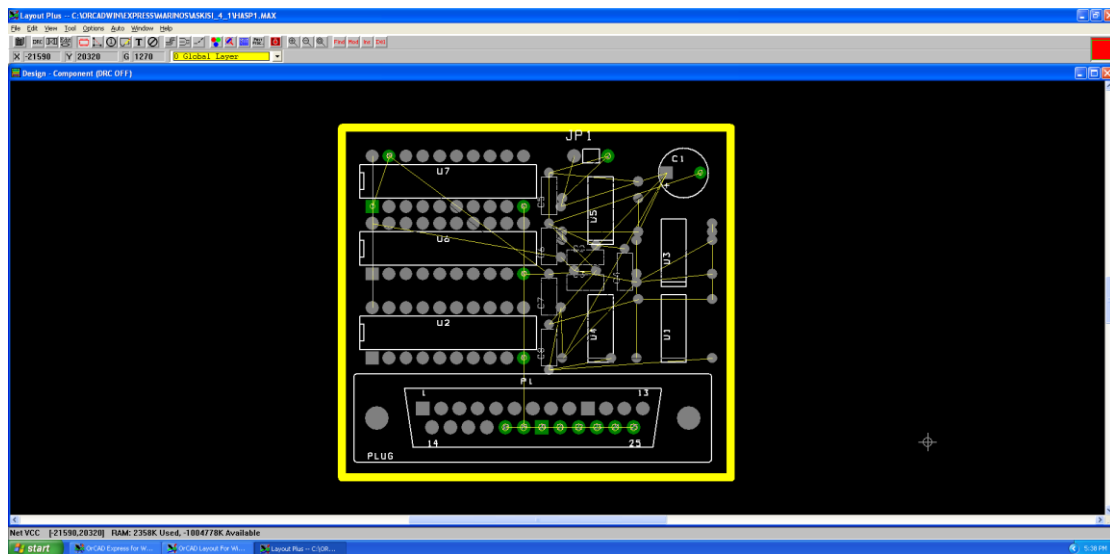 Layout Plus -- C:\ORCADWIN\EXPRESS\MARINOS\ASKISI_4_1\HASP1.MAX
File Edit View Tool Options Auto Window Help
X -21590 Y 20320 G 1270 0 Global Layer
Design - Component (DRC OFF)
JP1
C1
+
U7
U5
U6
U3
C7
U2
U4
U1
P1
1 13
14 25
PLUG
Net VCC [-21590,20320] RAM: 2358K Used, -1004778K Available
start OrCAD Express for W... OrCAD Layout For Wi... Layout Plus -- C:\OR... 5:38 PM